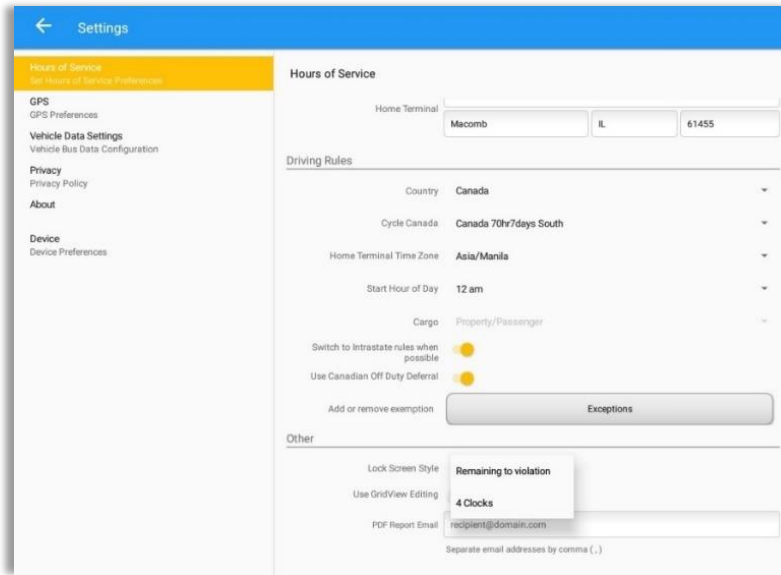 Settings
Hours of Service
Set Hours of Service Preferences
GPS
GPS Preferences
Vehicle Data Settings
Vehicle Bus Data Configuration
Privacy
Privacy Policy
About
Device
Device Preferences
Hours of Service
Home Terminal
Macomb IL 61455
Driving Rules
Country Canada
Cycle Canada Canada 70hr7days South
Home Terminal Time Zone Asia/Manila
Start Hour of Day 12 am
Cargo Property/Passenger
Switch to Intrastate rules when
possible
Use Canadian Off Duty Deferral
Add or remove exemption Exceptions
Other
Lock Screen Style Remaining to violation
Use GridView Editing
4 Clocks
PDF Report Email recipient@domain.com
Separate email addresses by comma ( , )